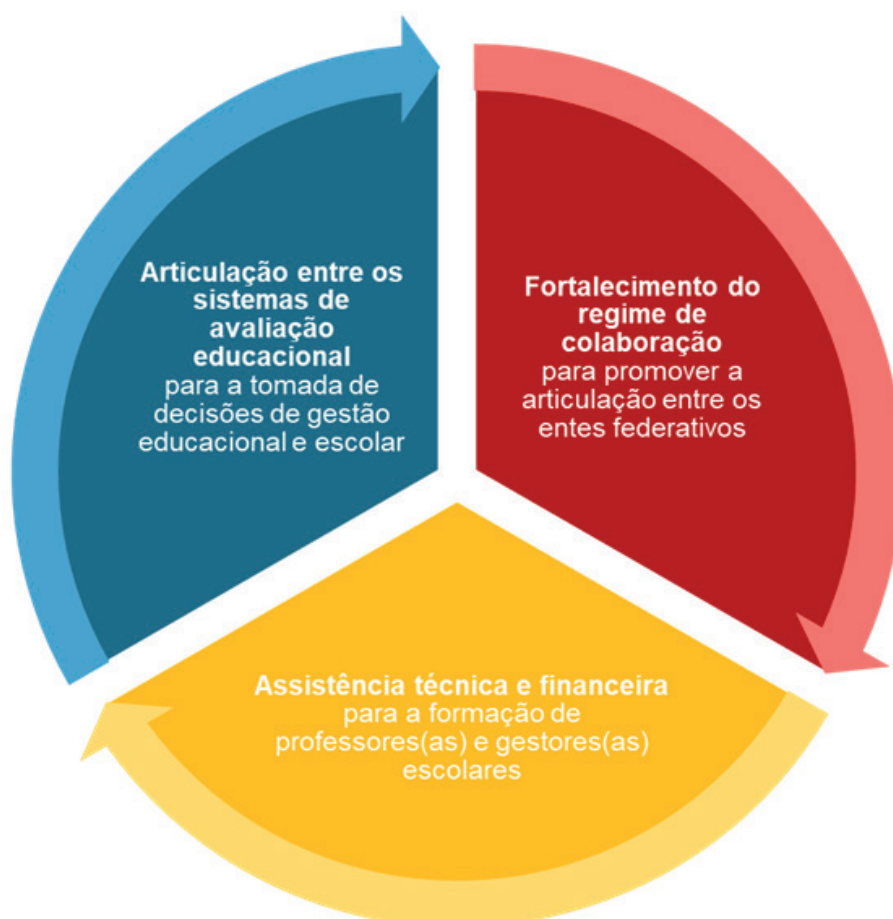 Articulação entre os
sistemas de
avaliação
educacional
para a tomada de
decisões de gestão
educacional e escolar
Fortalecimento do
regime de
colaboração
para promover a
articulação entre os
entes federativos
Assistência técnica e financeira
para a formação de
professores(as) e gestores(as)
escolares